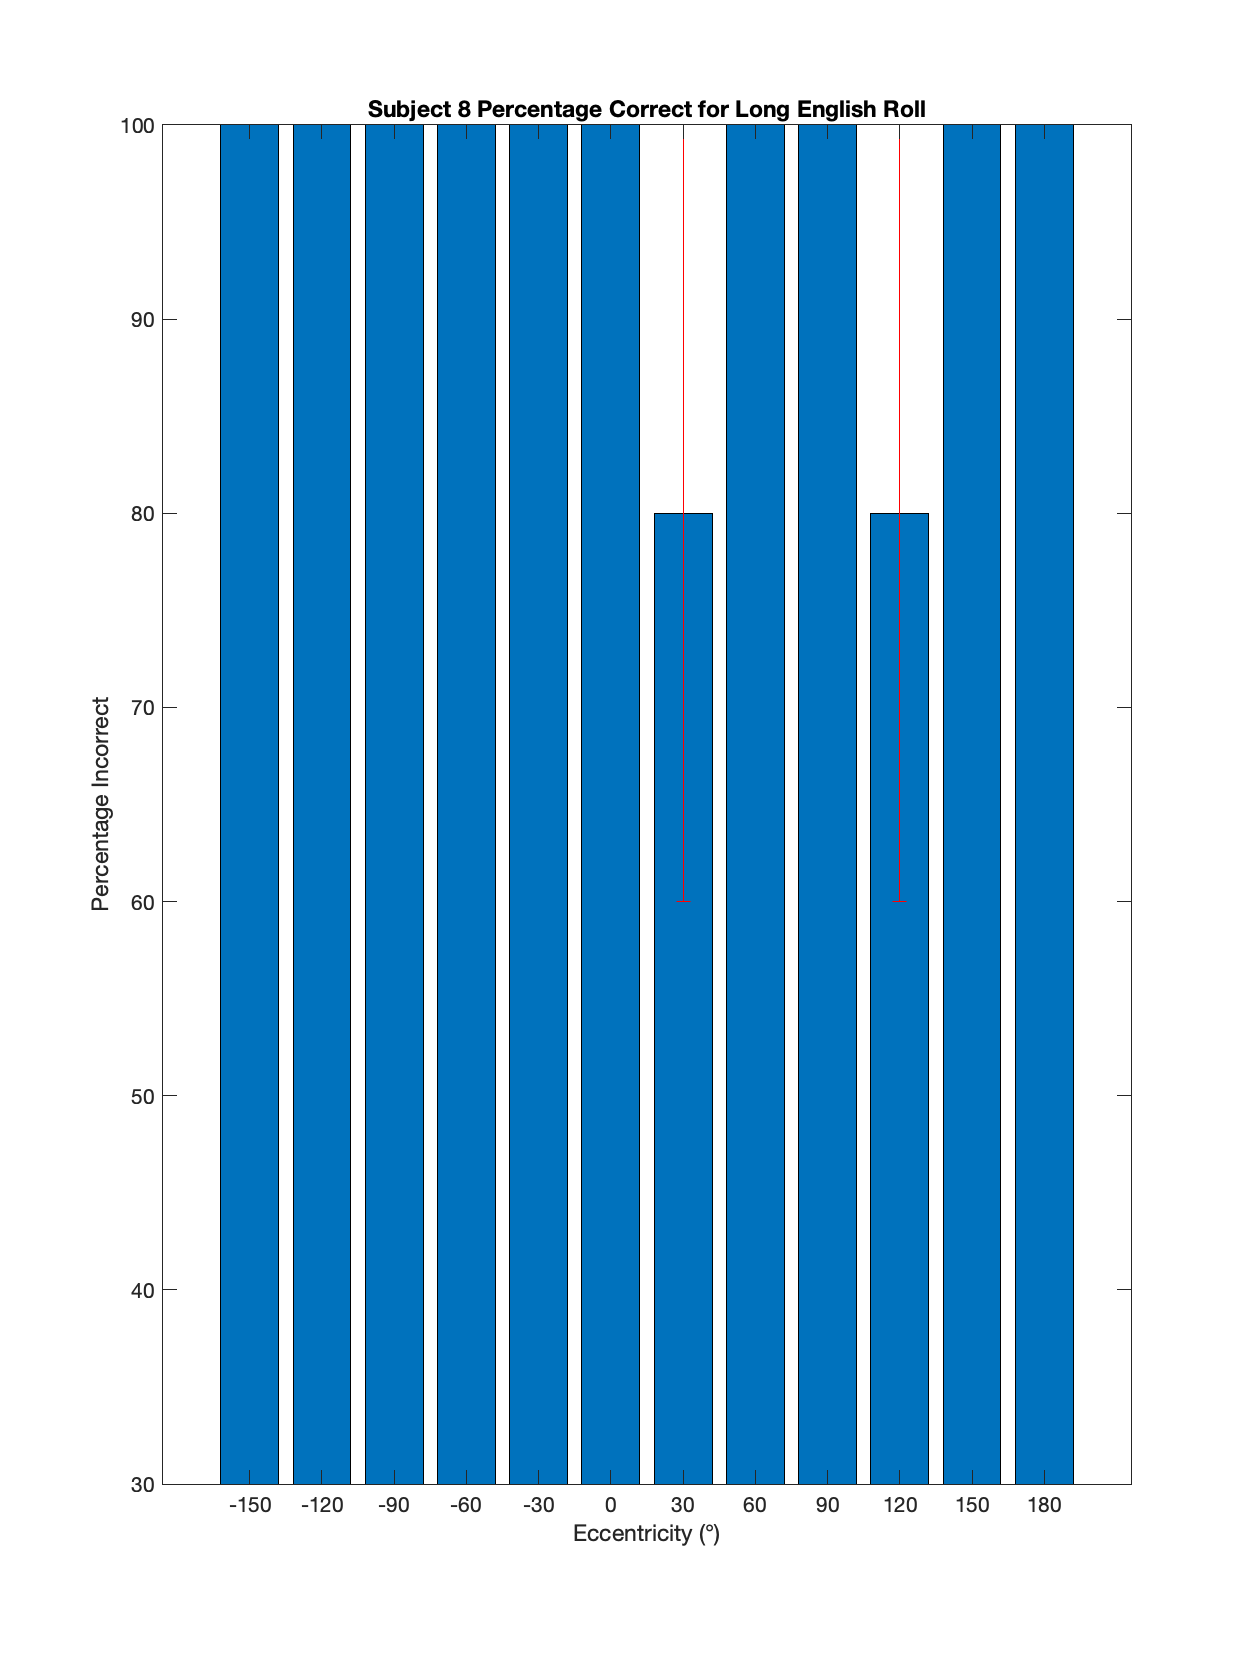 Subject 8 Percentage Correct for Long English Roll
100
90
80
70
60
50
40
30
Percentage Incorrect
-150 -120 -90 -60 -30 0 30 60 90 120 150 180
Eccentricity (°)